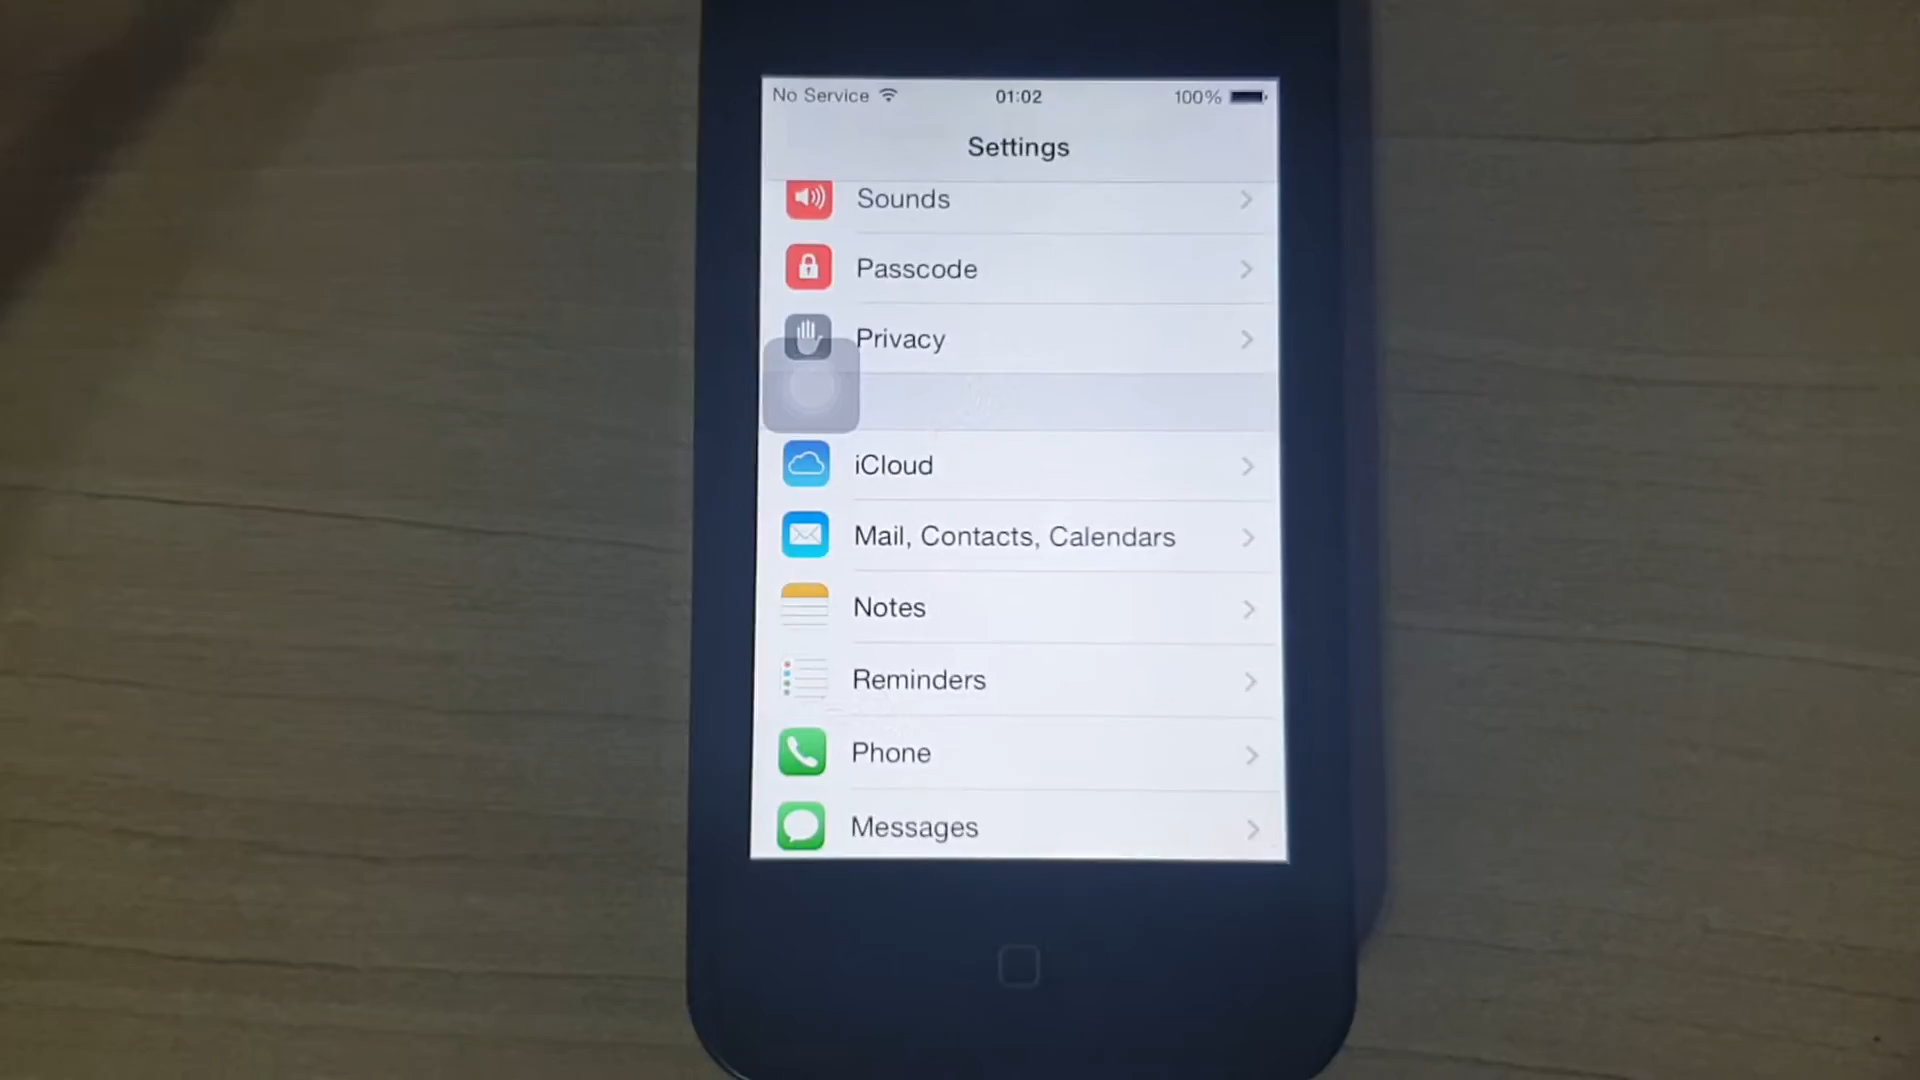 No Service 01:02 100%
Settings
Sounds
Passcode
Privacy
iCloud
Mail, Contacts, Calendars
Notes
Reminders
Phone
Messages